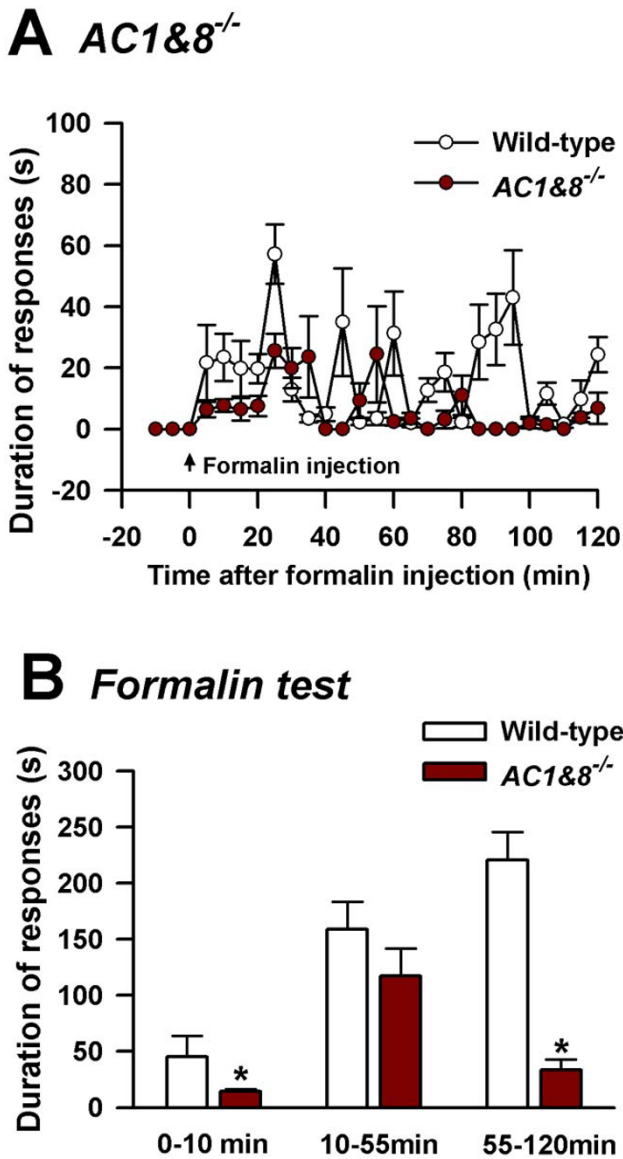 A AC1&8-/-
100
80
60
40
20
0
-20
Duration of responses (s)
Wild-type
AC1&8-/-
Formalin injection
-20 0 20 40 60 80 100 120
Time after formalin injection (min)
B Formalin test
Wild-type
AC1&8-/-
300
250
200
150
100
50
0
Duration of responses (s)
*
*
0-10 min 10-55min 55-120min